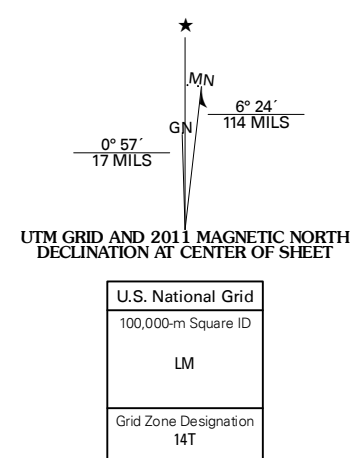 MN
GN
6° 24´
114 MILS
0° 57´
17 MILS
UTM GRID AND 2011 MAGNETIC NORTH
DECLINATION AT CENTER OF SHEET
U.S. National Grid
100,000-m Square ID
LM
Grid Zone Designation
14T